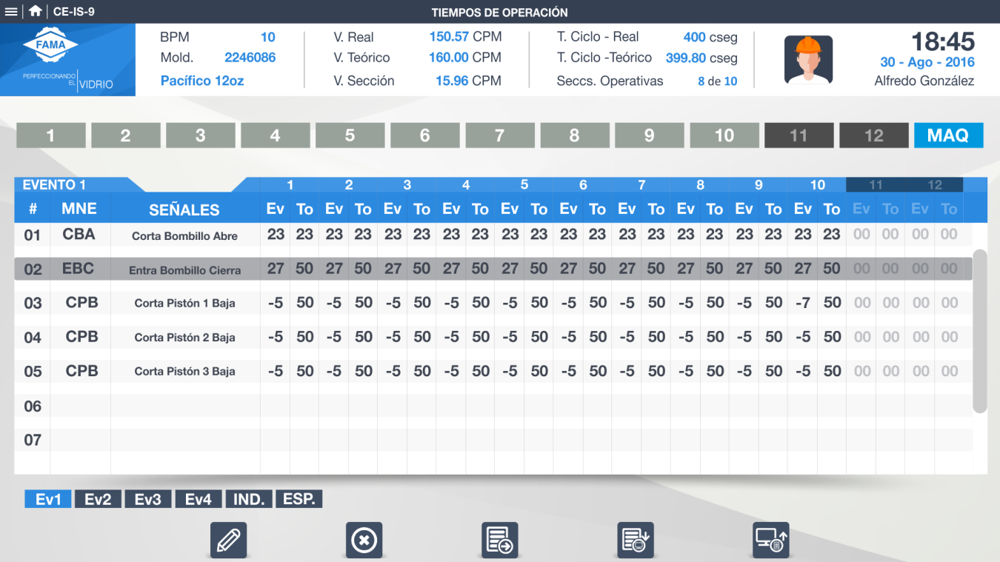 CE-IS-9
TIEMPOS DE OPERACIÓN
FAMA
PERFECCIONANDO
EL VIDRIO
BPM 10
Mold. 2246086
Pacífico 12oz
V. Real 150.57 CPM
V. Teórico 160.00 CPM
V. Sección 15.96 CPM
T. Ciclo - Real 400 cseg
T. Ciclo -Teórico 399.80 cseg
Seccs. Operativas 8 de 10
18:45
30 - Ago - 2016
Alfredo González
1 2 3 4 5 6 7 8 9 10 11 12 MAQ
EVENTO 1 1 2 3 4 5 6 7 8 9 10 11 12
# MNE SEÑALES Ev To Ev To Ev To Ev To Ev To Ev To Ev To Ev To Ev To Ev To Ev To Ev To
01 CBA Corta Bombillo Abre 23 23 23 23 23 23 23 23 23 23 23 23 23 23 23 23 23 23 23 23 00 00 00 00
02 EBC Entra Bombillo Cierra 27 50 27 50 27 50 27 50 27 50 27 50 27 50 27 50 27 50 27 50 00 00 00 00
03 CPB Corta Pistón 1 Baja -5 50 -5 50 -5 50 -5 50 -5 50 -5 50 -5 50 -5 50 -5 50 -7 50 00 00 00 00
04 CPB Corta Pistón 2 Baja -5 50 -5 50 -5 50 -5 50 -5 50 -5 50 -5 50 -5 50 -5 50 -5 50 00 00 00 00
05 CPB Corta Pistón 3 Baja -5 50 -5 50 -5 50 -5 50 -5 50 -5 50 -5 50 -5 50 -5 50 -5 50 00 00 00 00
06
07
Ev1 Ev2 Ev3 Ev4 IND. ESP.